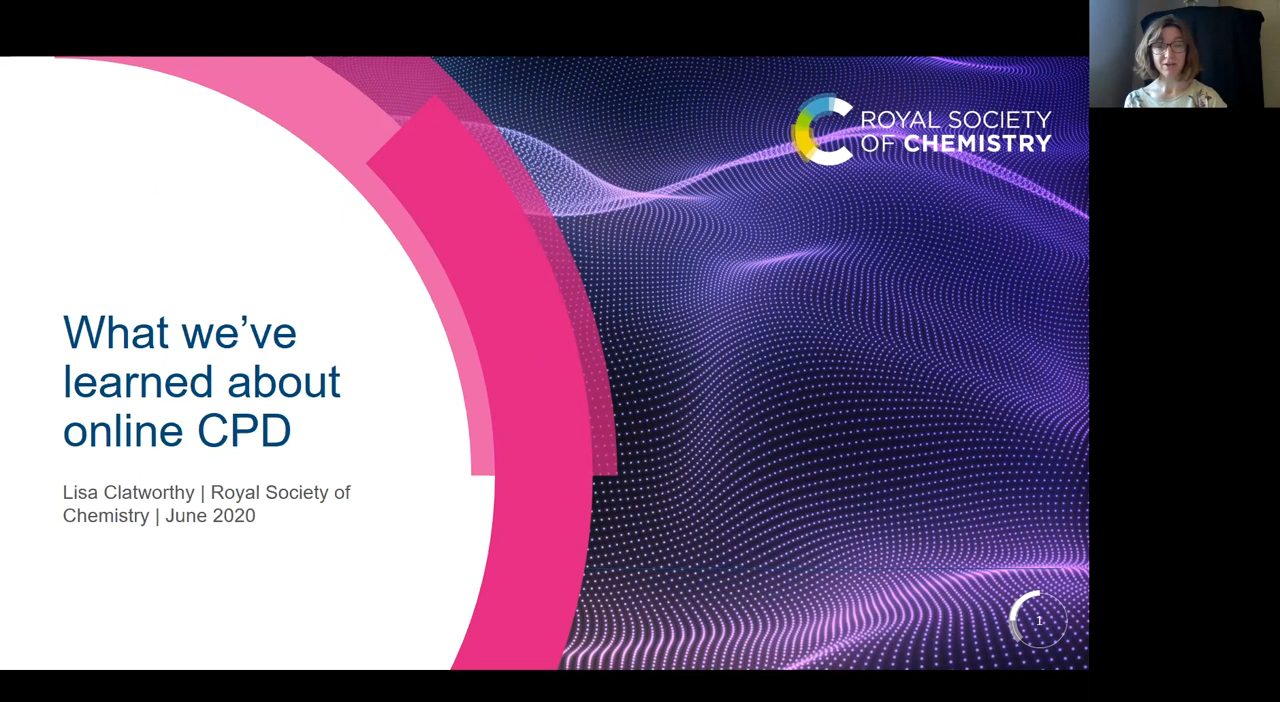 ROYAL SOCIETY
OF CHEMISTRY
What we’ve
learned about
online CPD
Lisa Clatworthy | Royal Society of
Chemistry | June 2020
1